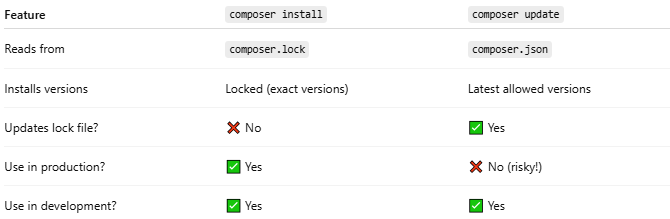 Feature composer install composer update
Reads from composer.lock composer.json
Installs versions Locked (exact versions) Latest allowed versions
Updates lock file? ❌ No ✅ Yes
Use in production? ✅ Yes ❌ No (risky!)
Use in development? ✅ Yes ✅ Yes